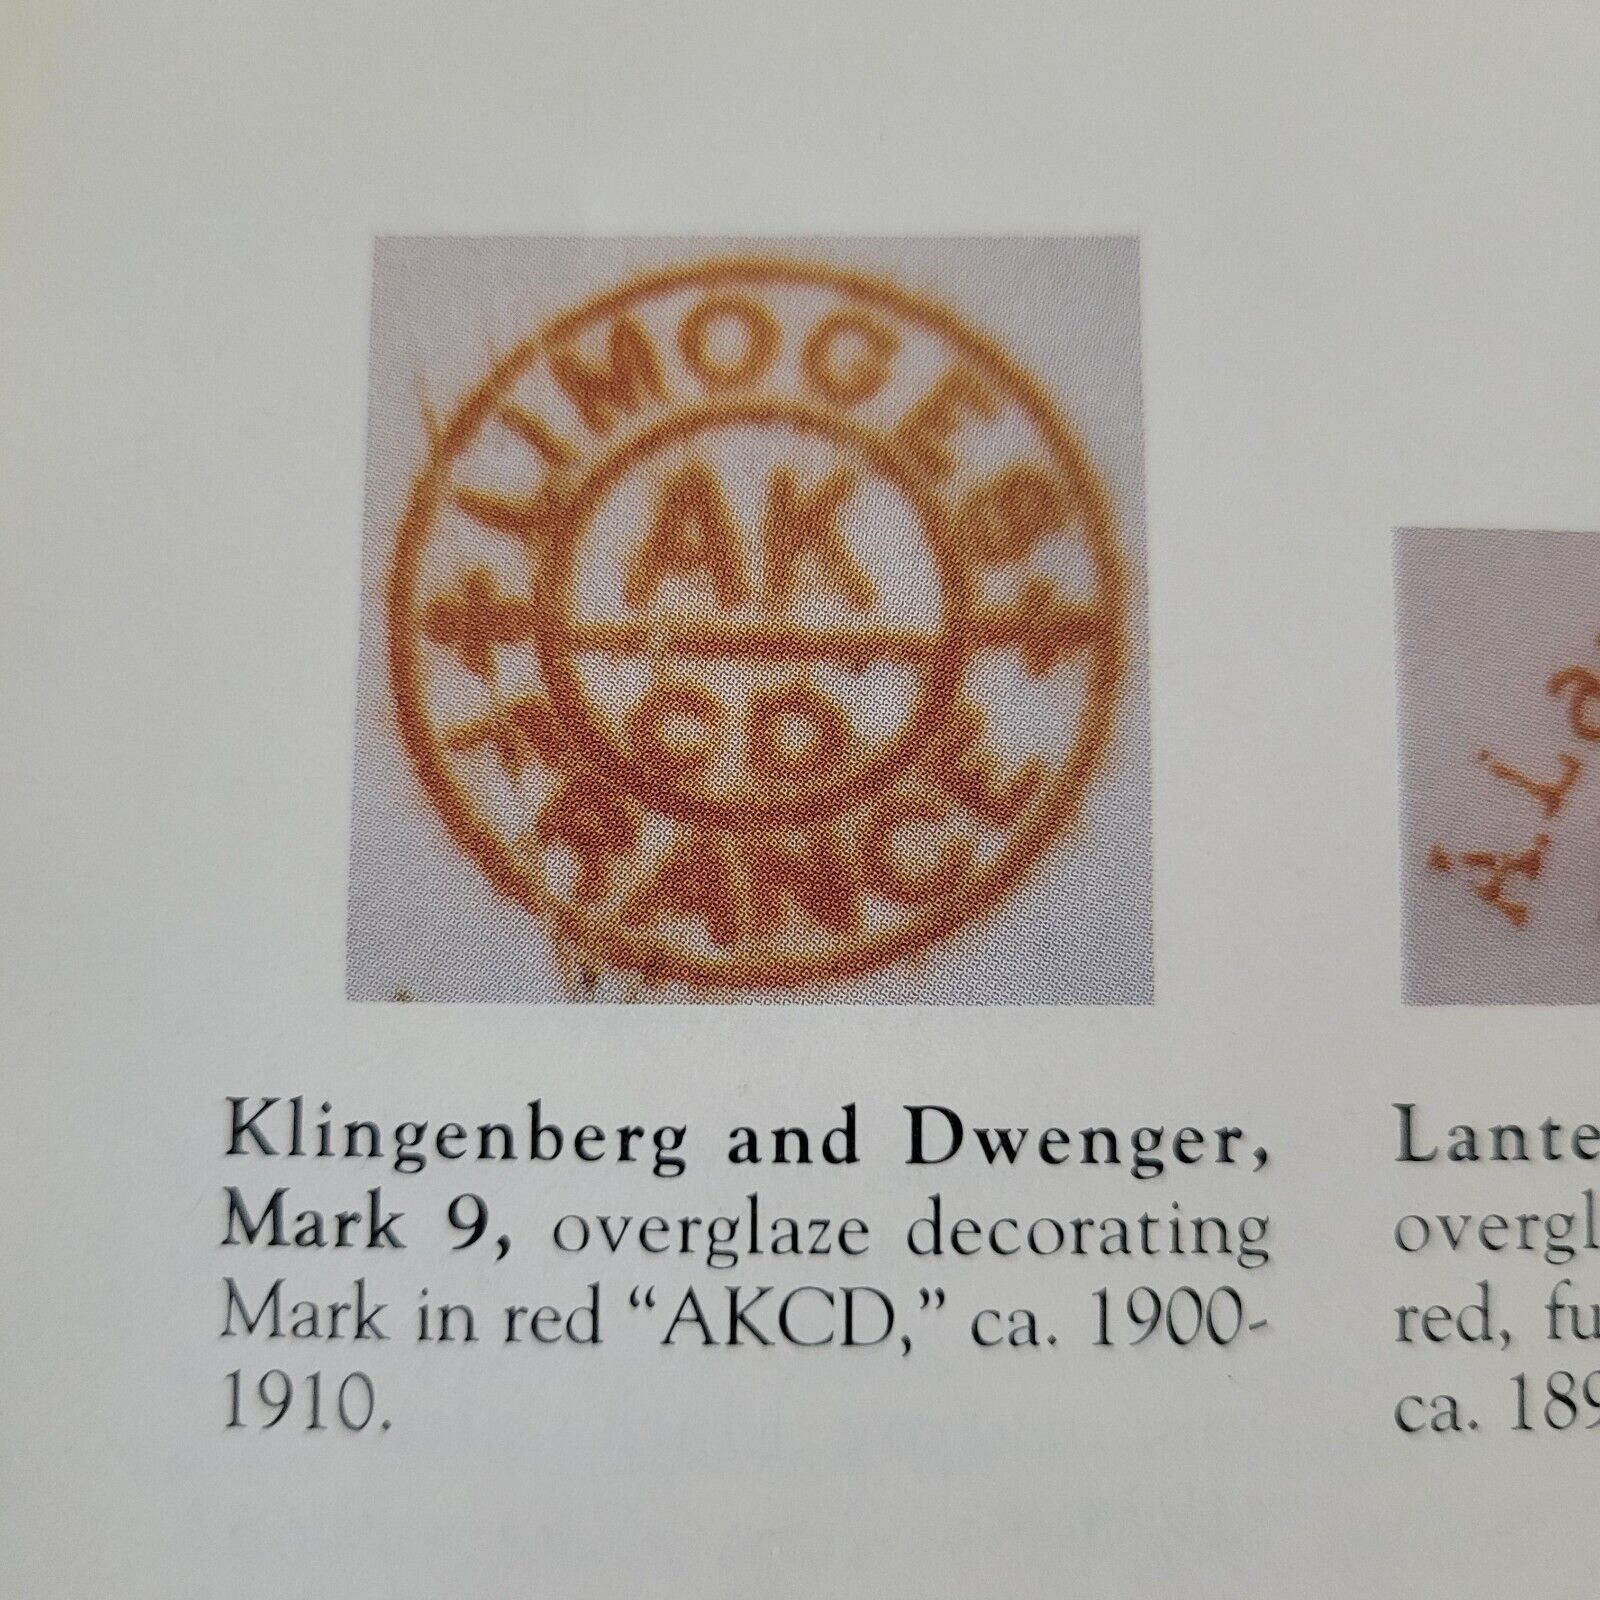 LIMOGES
AK
CD
FRANCE
Klingenberg and Dwenger,
Mark 9, overglaze decorating
Mark in red “AKCD,” ca. 1900-
1910.
Lante
overgl
red, fu
ca. 189